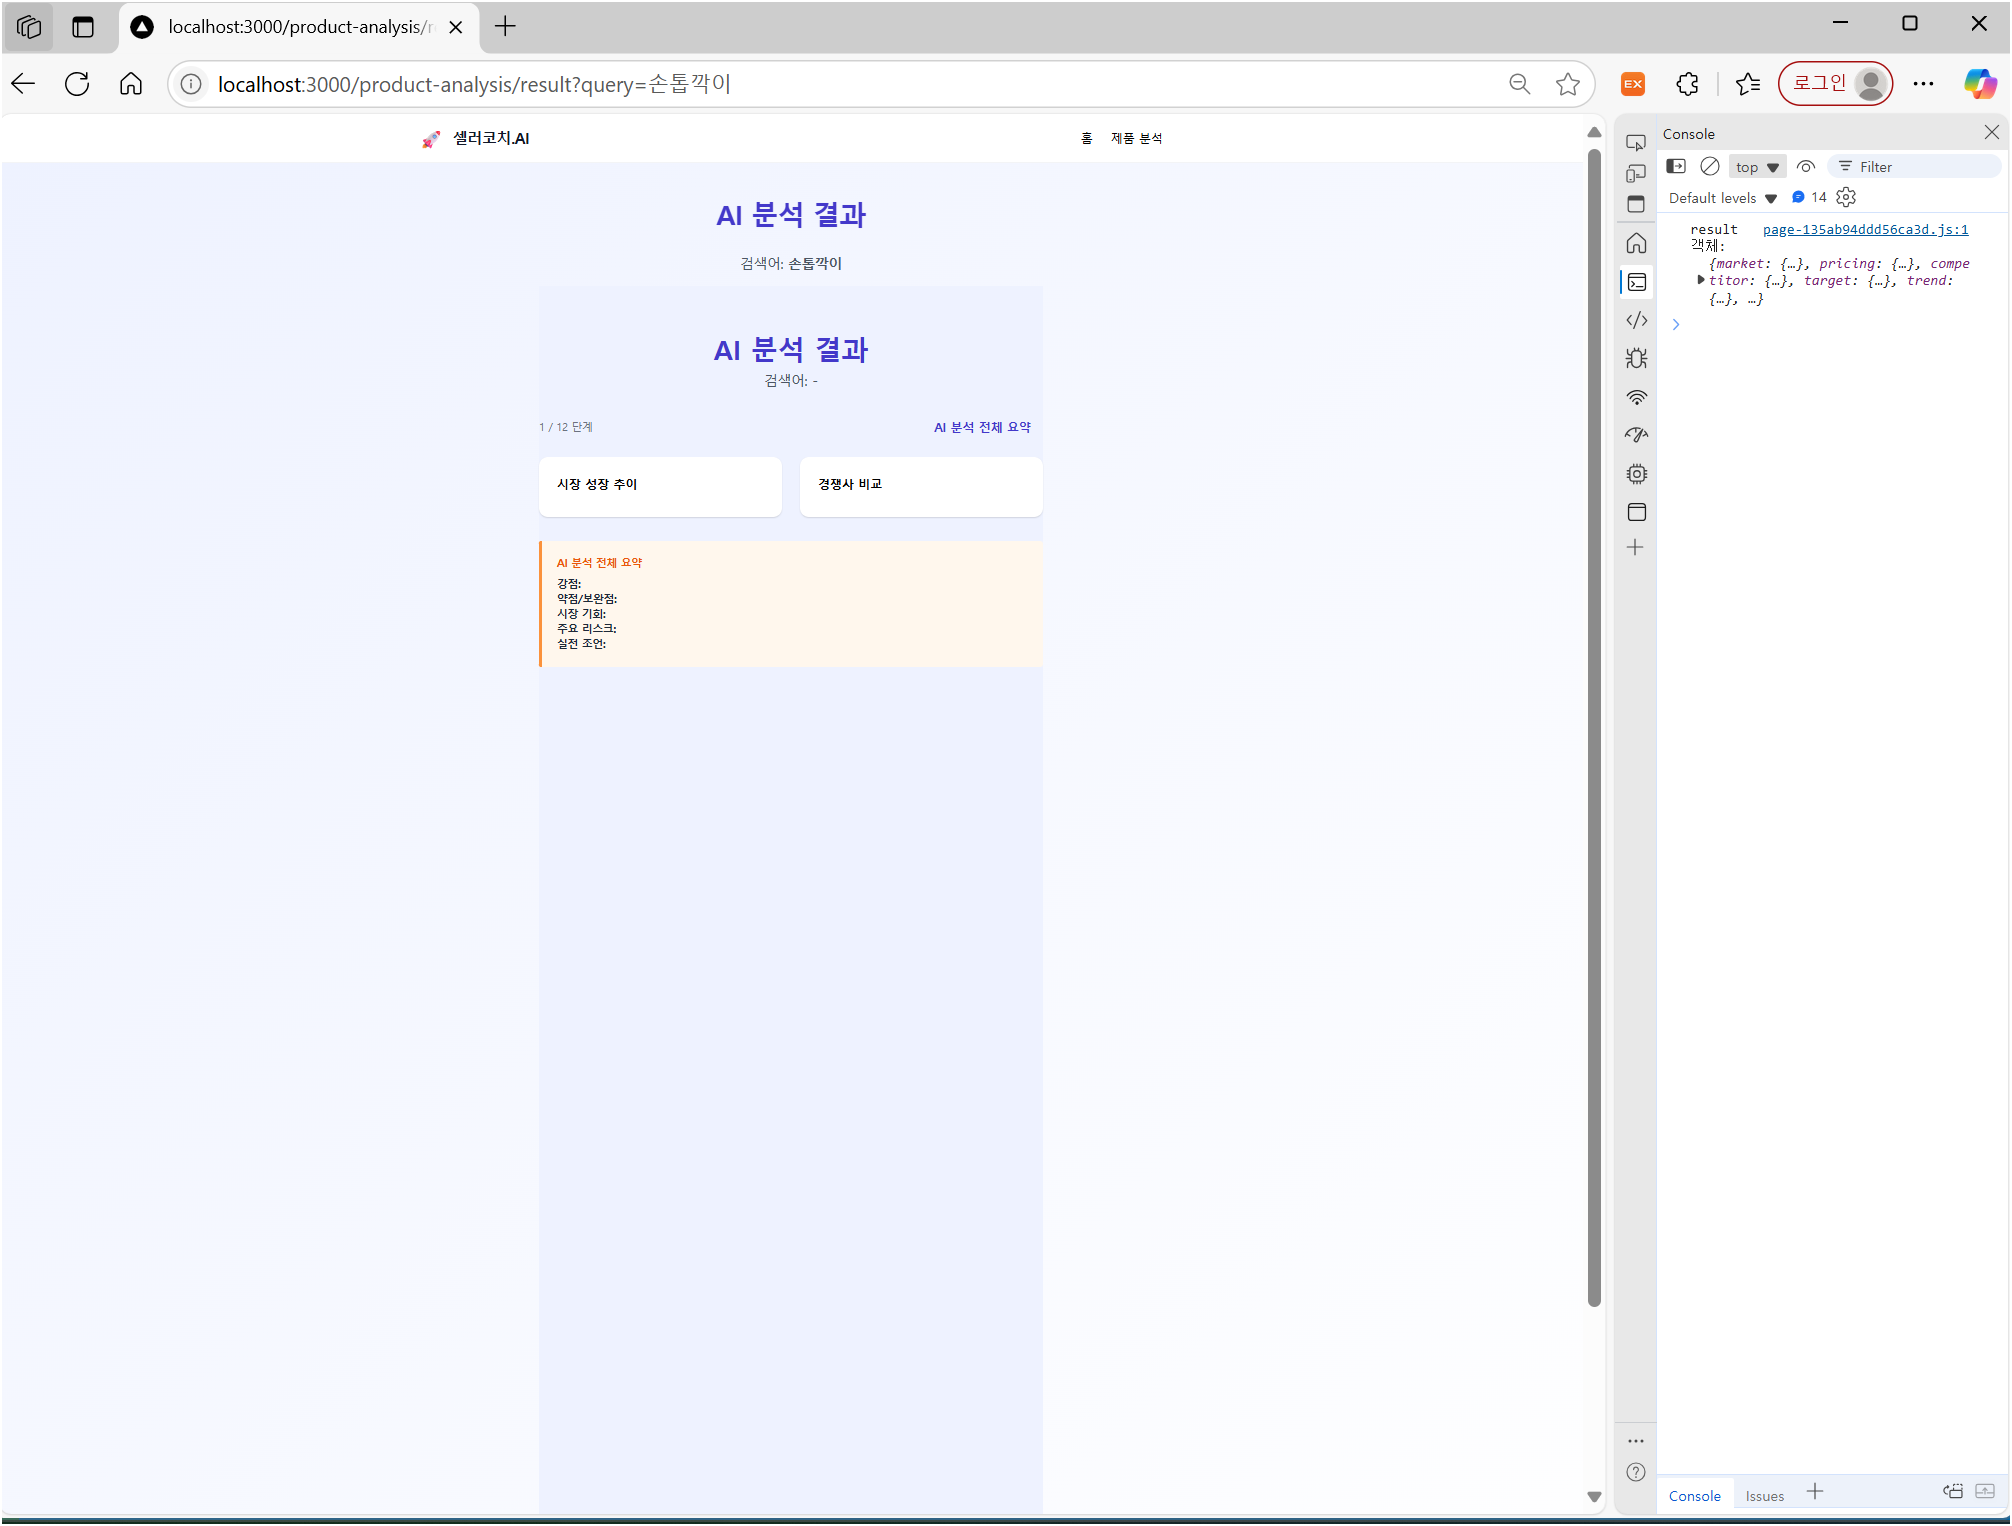 localhost:3000/product-analysis/r
localhost:3000/product-analysis/result?query=손톱깍이
EX
로그인
🚀 셀러코치.AI
홈 제품 분석
AI 분석 결과
검색어: 손톱깍이
AI 분석 결과
검색어: -
1 / 12 단계
AI 분석 전체 요약
시장 성장 추이
경쟁사 비교
AI 분석 전체 요약
강점:
약점/보완점:
시장 기회:
주요 리스크:
실전 조언:
Console
top Filter
Default levels 14
result page-135ab94ddd56ca3d.js:1
객체:
{market: {…}, pricing: {…}, compe
titor: {…}, target: {…}, trend:
{…}, …}
Console Issues